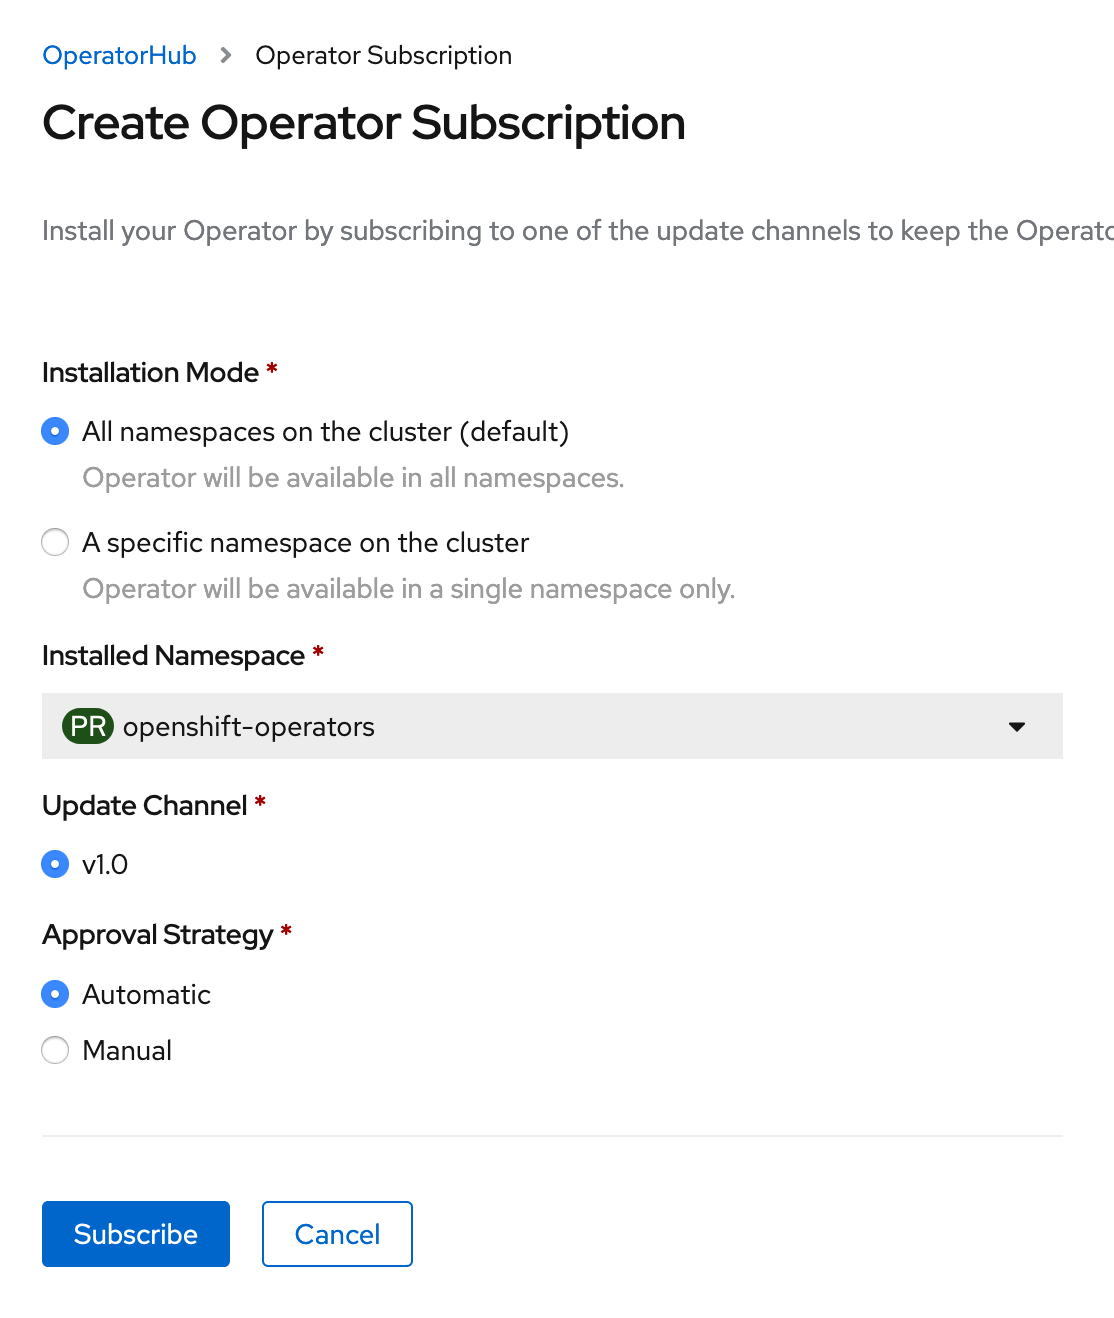 OperatorHub > Operator Subscription
Create Operator Subscription
Install your Operator by subscribing to one of the update channels to keep the Operato
Installation Mode *
All namespaces on the cluster (default)
Operator will be available in all namespaces.
A specific namespace on the cluster
Operator will be available in a single namespace only.
Installed Namespace *
PR openshift-operators
Update Channel *
v1.0
Approval Strategy *
Automatic
Manual
Subscribe Cancel